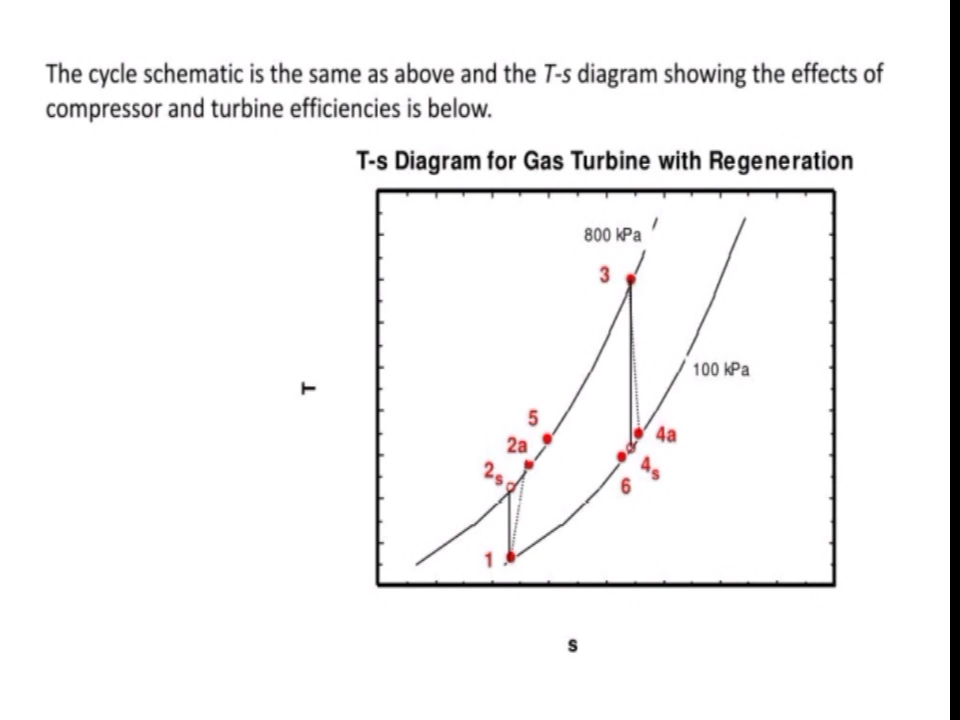 The cycle schematic is the same as above and the T-s diagram showing the effects of
compressor and turbine efficiencies is below.
T-s Diagram for Gas Turbine with Regeneration
800 kPa
3
100 kPa
T
5
2a
4a
2s
4s
6
1
s